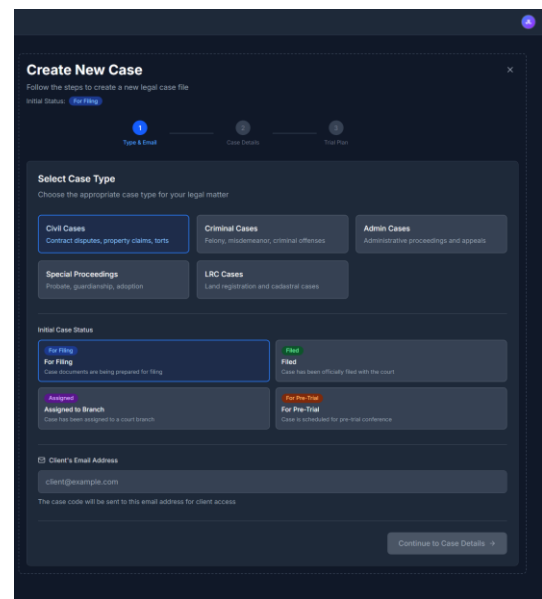 Create New Case
×
Follow the steps to create a new legal case file
Initial Status: For Filing
1 2 3
Type & Email Case Details Trial Plan
Select Case Type
Choose the appropriate case type for your legal matter
Civil Cases
Contract disputes, property claims, torts
Criminal Cases
Felony, misdemeanor, criminal offenses
Admin Cases
Administrative proceedings and appeals
Special Proceedings
Probate, guardianship, adoption
LRC Cases
Land registration and cadastral cases
Initial Case Status
For Filing
For Filing
Case documents are being prepared for filing
Filed
Filed
Case has been officially filed with the court
Assigned
Assigned to Branch
Case has been assigned to a court branch
For Pre-Trial
For Pre-Trial
Case is scheduled for pre-trial conference
Client's Email Address
client@example.com
The case code will be sent to this email address for client access
Continue to Case Details →